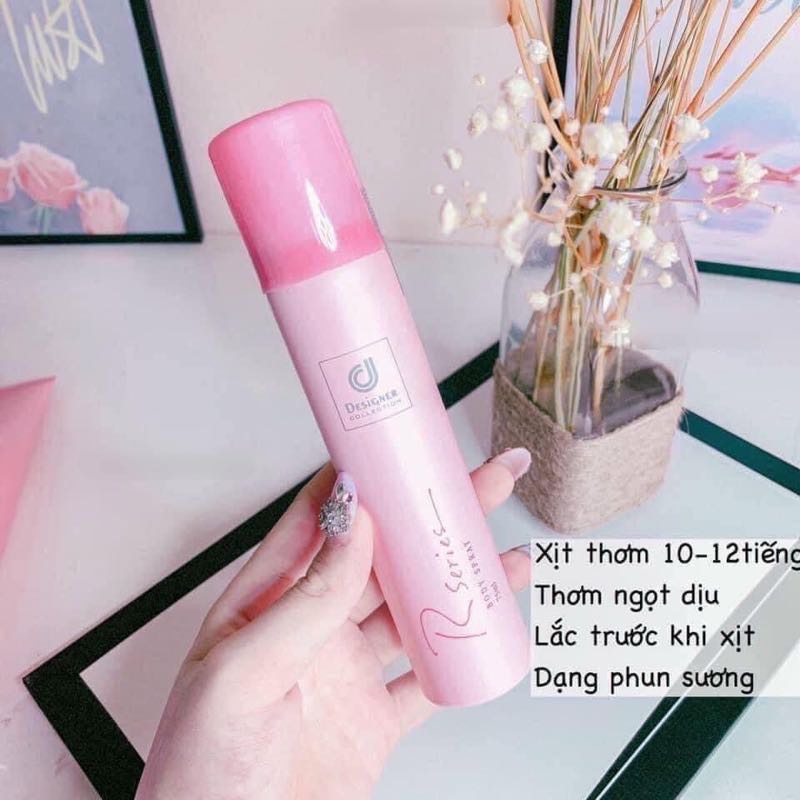 DESIGNER
COLLECTION
R series
BODY SPRAY
75ml
Xịt thơm 10-12tiếng
Thơm ngọt dịu
Lắc trước khi xịt
Dạng phun sương